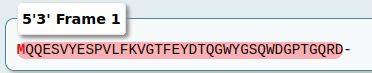 5'3' Frame 1
MQQESVYESPVLFKVGTFEYDTQGWYGSQWDGPTGQRD-